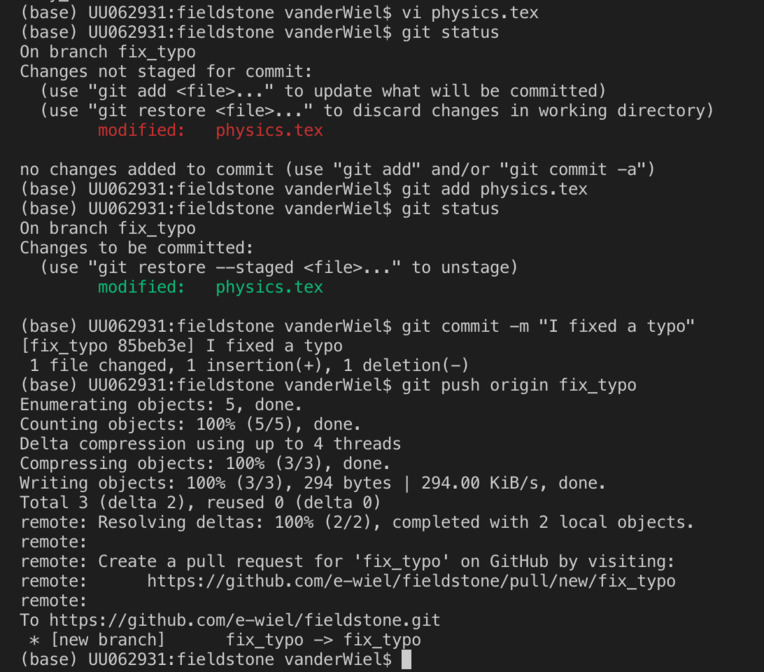 (base) UU062931:fieldstone vanderWiel$ vi physics.tex
(base) UU062931:fieldstone vanderWiel$ git status
On branch fix_typo
Changes not staged for commit:
  (use "git add <file>..." to update what will be committed)
  (use "git restore <file>..." to discard changes in working directory)
        modified:   physics.tex

no changes added to commit (use "git add" and/or "git commit -a")
(base) UU062931:fieldstone vanderWiel$ git add physics.tex
(base) UU062931:fieldstone vanderWiel$ git status
On branch fix_typo
Changes to be committed:
  (use "git restore --staged <file>..." to unstage)
        modified:   physics.tex

(base) UU062931:fieldstone vanderWiel$ git commit -m "I fixed a typo"
[fix_typo 85beb3e] I fixed a typo
 1 file changed, 1 insertion(+), 1 deletion(-)
(base) UU062931:fieldstone vanderWiel$ git push origin fix_typo
Enumerating objects: 5, done.
Counting objects: 100% (5/5), done.
Delta compression using up to 4 threads
Compressing objects: 100% (3/3), done.
Writing objects: 100% (3/3), 294 bytes | 294.00 KiB/s, done.
Total 3 (delta 2), reused 0 (delta 0)
remote: Resolving deltas: 100% (2/2), completed with 2 local objects.
remote:
remote: Create a pull request for 'fix_typo' on GitHub by visiting:
remote:      https://github.com/e-wiel/fieldstone/pull/new/fix_typo
remote:
To https://github.com/e-wiel/fieldstone.git
 * [new branch]      fix_typo -> fix_typo
(base) UU062931:fieldstone vanderWiel$